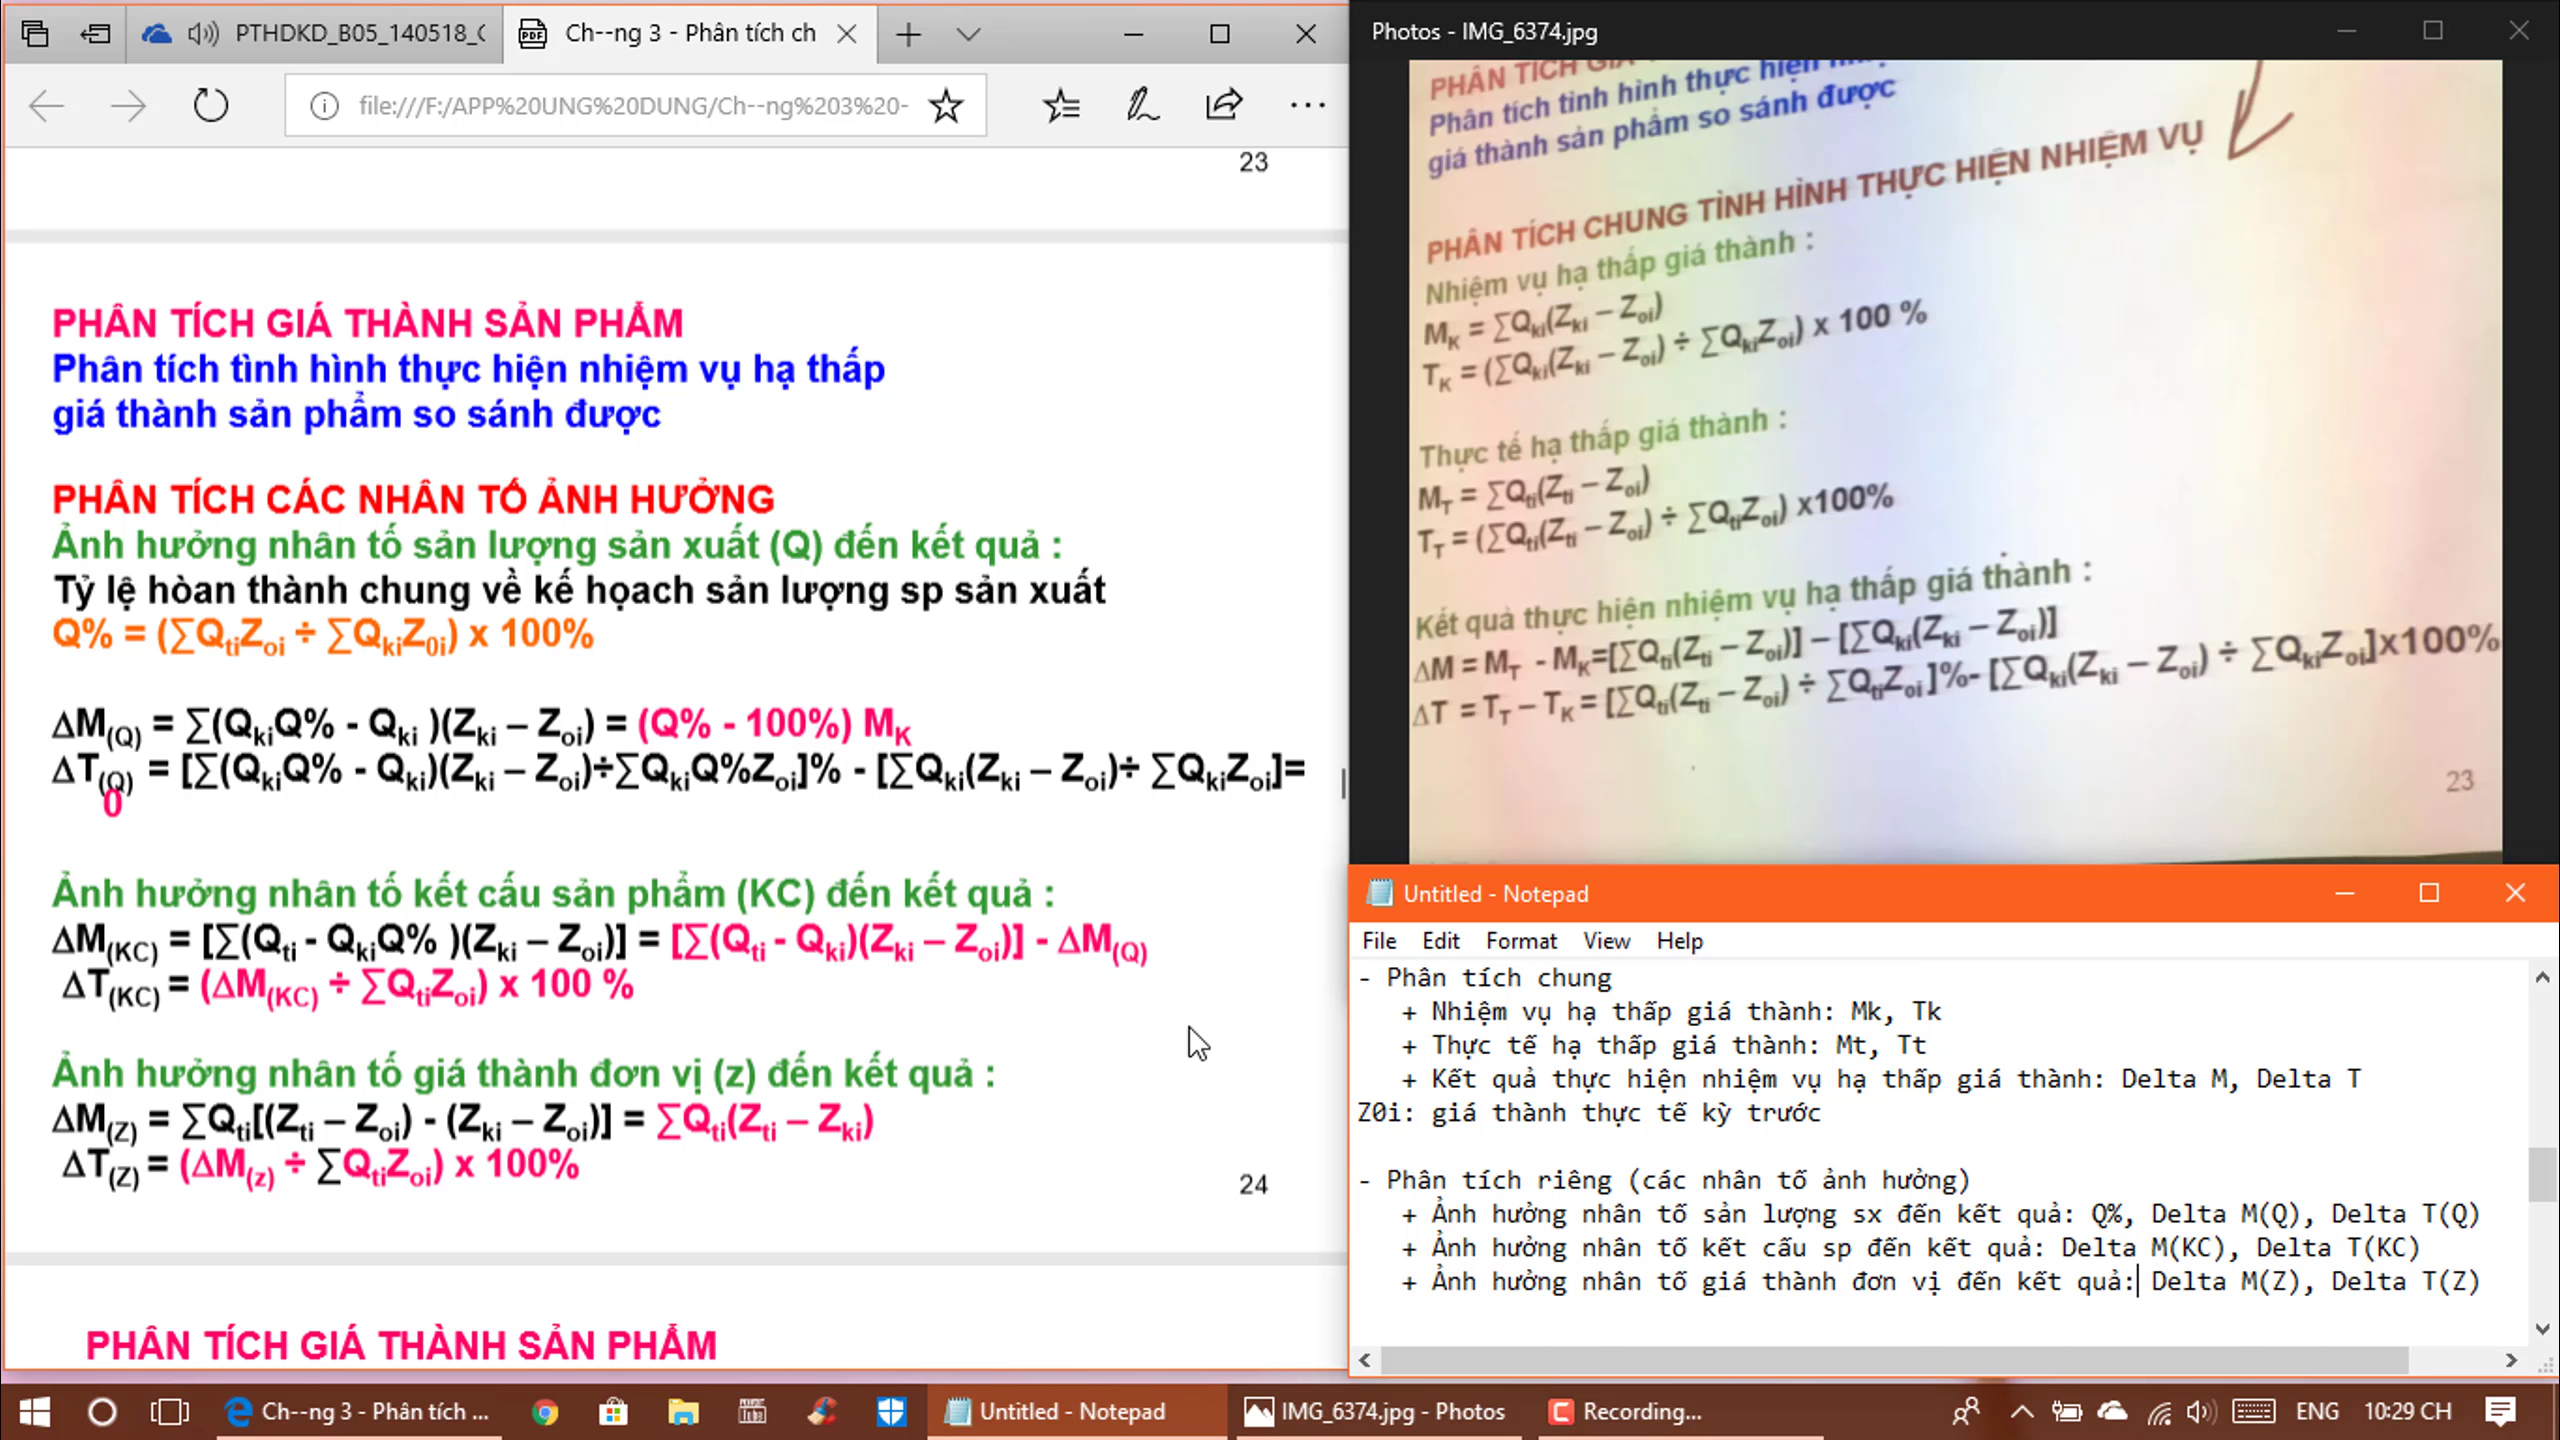 PTHDKD_B05_140518_C
Ch--ng 3 - Phân tích ch
file:///F:/APP%20UNG%20DUNG/Ch--ng%203%20-
23
PHÂN TÍCH GIÁ THÀNH SẢN PHẨM
Phân tích tình hình thực hiện nhiệm vụ hạ thấp
giá thành sản phẩm so sánh được
PHÂN TÍCH CÁC NHÂN TỐ ẢNH HƯỞNG
Ảnh hưởng nhân tố sản lượng sản xuất (Q) đến kết quả :
Tỷ lệ hòan thành chung về kế họach sản lượng sp sản xuất
Q% = (∑QtiZoi ÷ ∑QkiZ0i) x 100%
∆M(Q) = ∑(QkiQ% - Qki )(Zki – Zoi) = (Q% - 100%) MK
∆T(Q) = [∑(QkiQ% - Qki)(Zki – Zoi)÷∑QkiQ%Zoi]% - [∑Qki(Zki – Zoi)÷ ∑QkiZoi]=
0
Ảnh hưởng nhân tố kết cấu sản phẩm (KC) đến kết quả :
∆M(KC) = [∑(Qti - QkiQ% )(Zki – Zoi)] = [∑(Qti - Qki)(Zki – Zoi)] - ∆M(Q)
∆T(KC) = (∆M(KC) ÷ ∑QtiZoi) x 100 %
Ảnh hưởng nhân tố giá thành đơn vị (z) đến kết quả :
∆M(Z) = ∑Qti[(Zti – Zoi) - (Zki – Zoi)] = ∑Qti(Zti – Zki)
∆T(Z) = (∆M(z) ÷ ∑QtiZoi) x 100%
24
PHÂN TÍCH GIÁ THÀNH SẢN PHẨM
Photos - IMG_6374.jpg
PHÂN TÍCH GIÁ
Phân tích tình hình thực hiện
giá thành sản phẩm so sánh được
PHÂN TÍCH CHUNG TÌNH HÌNH THỰC HIỆN NHIỆM VỤ
Nhiệm vụ hạ thấp giá thành :
MK = ∑Qki(Zki – Zoi)
TK = (∑Qki(Zki – Zoi) ÷ ∑QkiZoi) x 100 %
Thực tế hạ thấp giá thành :
MT = ∑Qti(Zti – Zoi)
TT = (∑Qti(Zti – Zoi) ÷ ∑QtiZoi) x100%
Kết quả thực hiện nhiệm vụ hạ thấp giá thành :
∆M = MT - MK=[∑Qti(Zti – Zoi)] – [∑Qki(Zki – Zoi)]
∆T = TT – TK = [∑Qti(Zti – Zoi) ÷ ∑QtiZoi ]%- [∑Qki(Zki – Zoi) ÷ ∑QkiZoi]x100%
23
Untitled - Notepad
File Edit Format View Help
- Phân tích chung
+ Nhiệm vụ hạ thấp giá thành: Mk, Tk
+ Thực tế hạ thấp giá thành: Mt, Tt
+ Kết quả thực hiện nhiệm vụ hạ thấp giá thành: Delta M, Delta T
Z0i: giá thành thực tế kỳ trước
- Phân tích riêng (các nhân tố ảnh hưởng)
+ Ảnh hưởng nhân tố sản lượng sx đến kết quả: Q%, Delta M(Q), Delta T(Q)
+ Ảnh hưởng nhân tố kết cấu sp đến kết quả: Delta M(KC), Delta T(KC)
+ Ảnh hưởng nhân tố giá thành đơn vị đến kết quả: Delta M(Z), Delta T(Z)
Ch--ng 3 - Phân tích ...
Untitled - Notepad
IMG_6374.jpg - Photos
Recording...
ENG
10:29 CH